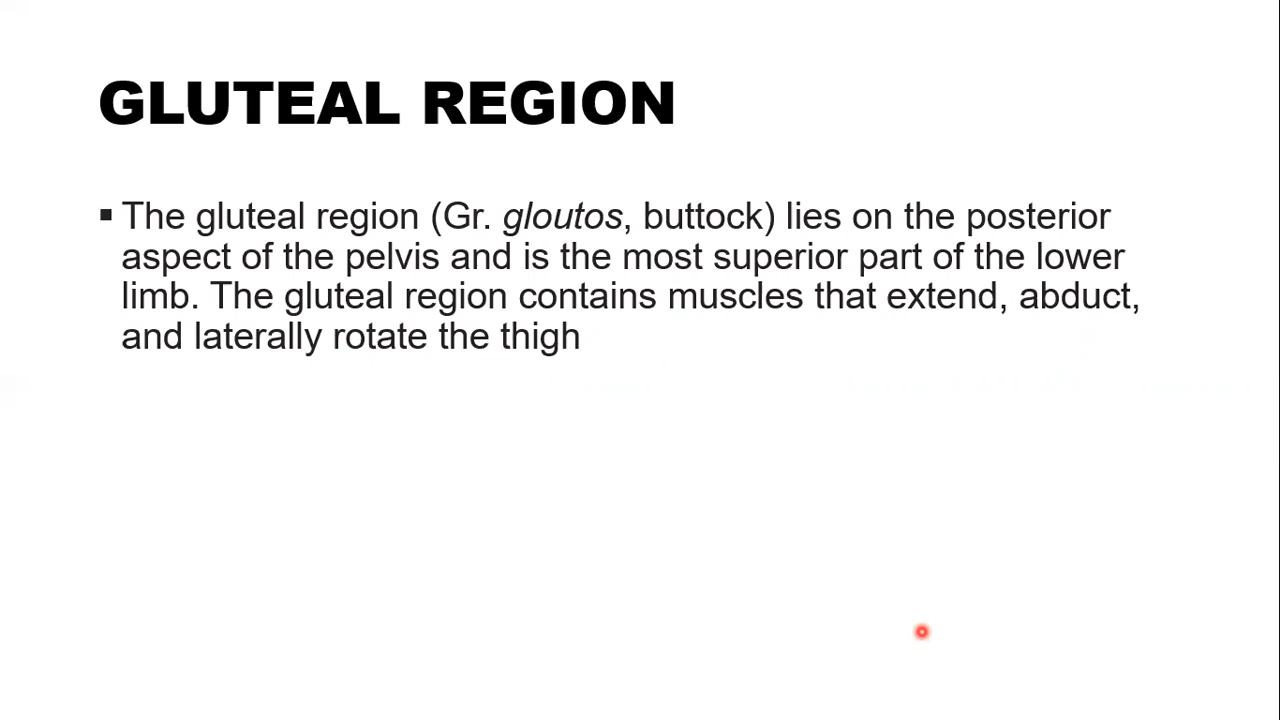 GLUTEAL REGION
▪ The gluteal region (Gr. gloutos, buttock) lies on the posterior
aspect of the pelvis and is the most superior part of the lower
limb. The gluteal region contains muscles that extend, abduct,
and laterally rotate the thigh